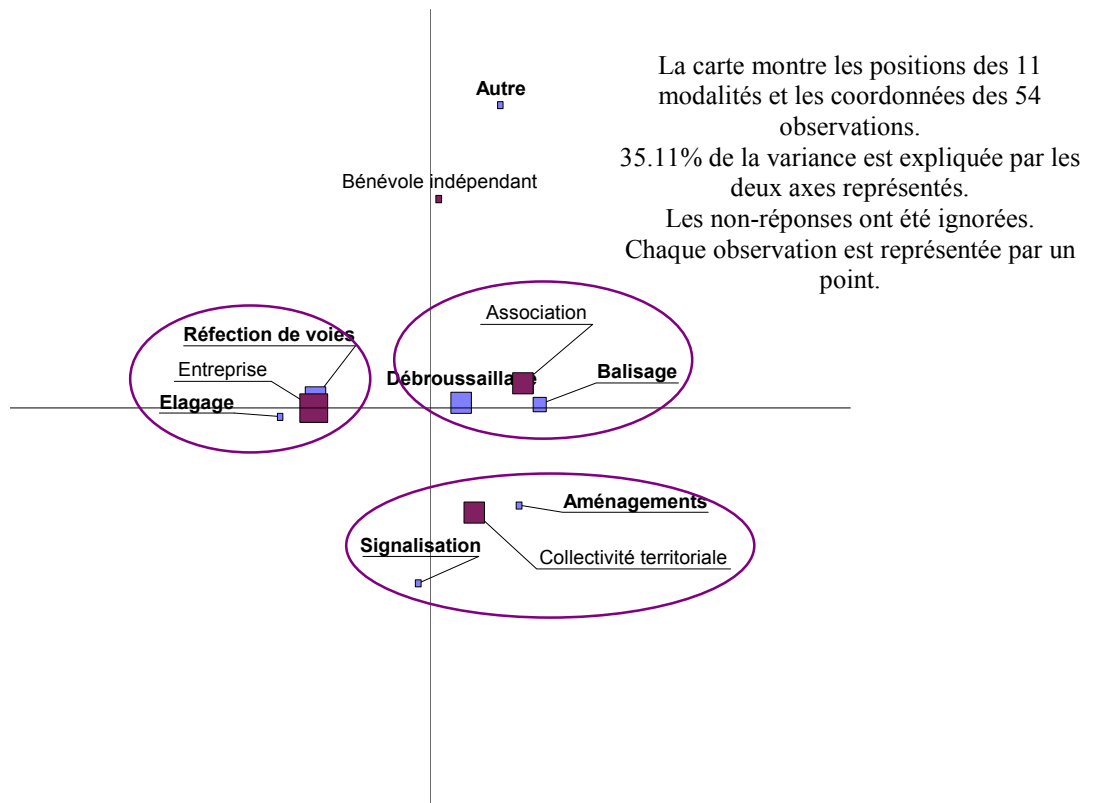 La carte montre les positions des 11
modalités et les coordonnées des 54
observations.
35.11% de la variance est expliquée par les
deux axes représentés.
Les non-réponses ont été ignorées.
Chaque observation est représentée par un
point.
Autre
Bénévole indépendant
Association
Réfection de voies
Entreprise
Débroussaillage
Balisage
Elagage
Aménagements
Signalisation
Collectivité territoriale